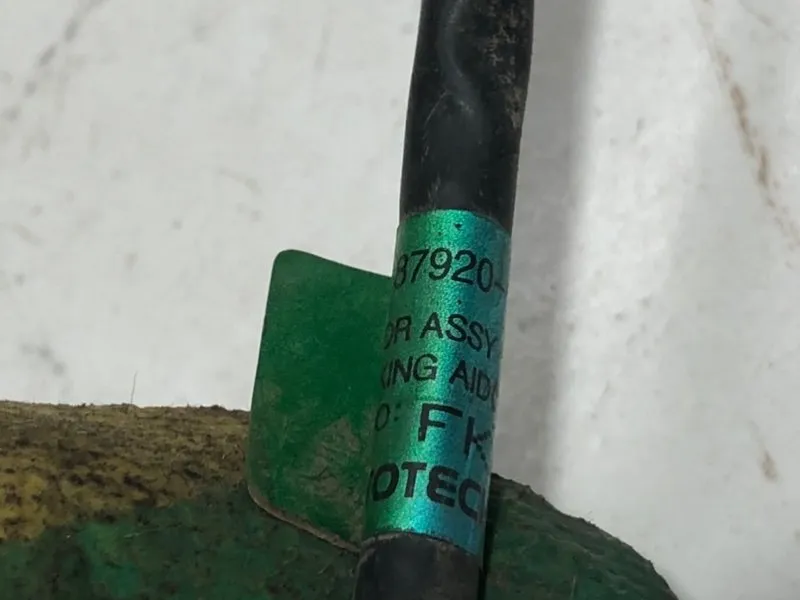 87920-
OR ASSY
KING AID
O: FK
OTEC